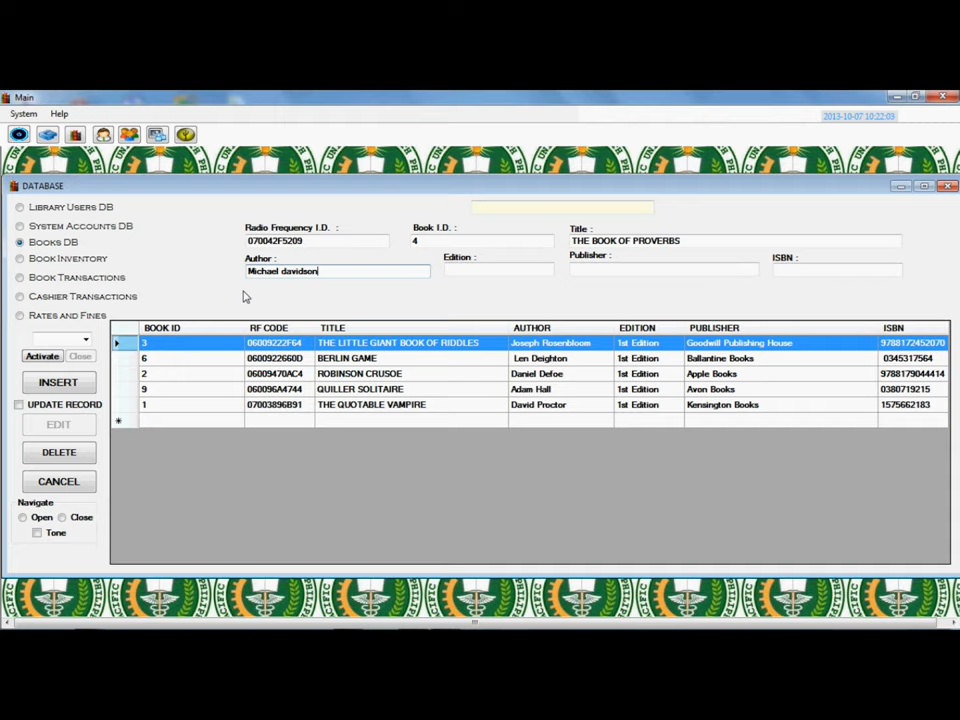 Main
System Help
2013-10-07 10:22:03
DATABASE
LIBRARY USERS DB
SYSTEM ACCOUNTS DB
BOOKS DB
BOOK INVENTORY
BOOK TRANSACTIONS
CASHIER TRANSACTIONS
RATES AND FINES
Radio Frequency I.D. : Book I.D. : Title :
070042F5209 4 THE BOOK OF PROVERBS
Author : Edition : Publisher : ISBN :
Michael davidson
BOOK ID RF CODE TITLE AUTHOR EDITION PUBLISHER ISBN
3 06009222F64 THE LITTLE GIANT BOOK OF RIDDLES Joseph Rosenbloom 1st Edition Goodwill Publishing House 9788172452070
6 0600922660D BERLIN GAME Len Deighton 1st Edition Ballantine Books 0345317564
2 06009470AC4 ROBINSON CRUSOE Daniel Defoe 1st Edition Apple Books 9788179044414
9 060096A4744 QUILLER SOLITAIRE Adam Hall 1st Edition Avon Books 0380719215
1 07003896B91 THE QUOTABLE VAMPIRE David Proctor 1st Edition Kensington Books 1575662183
Activate Close
INSERT
UPDATE RECORD
EDIT
DELETE
CANCEL
Navigate
Open Close
Tone